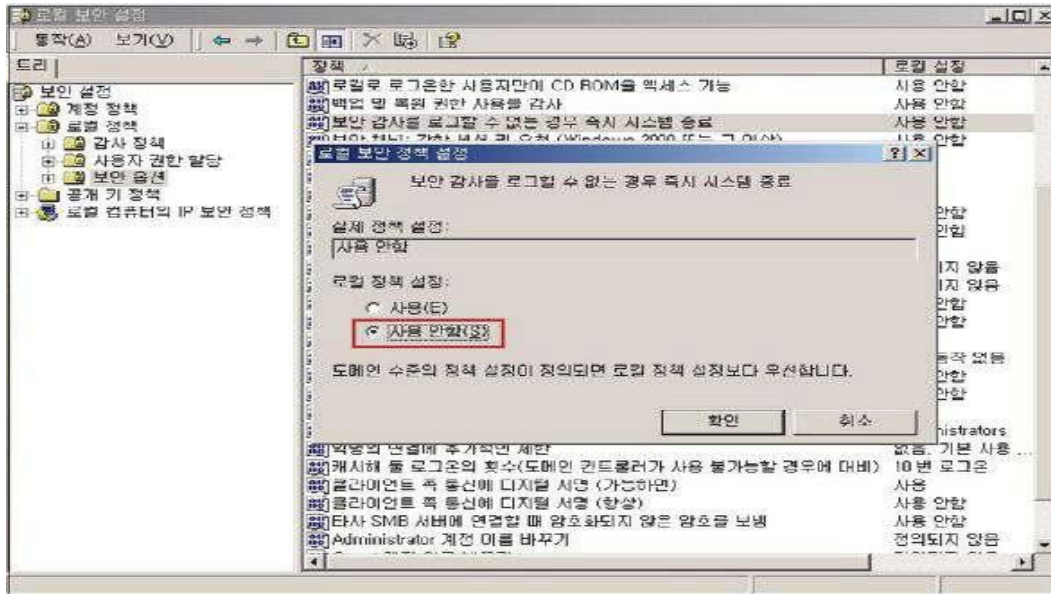 로컬 보안 설정
동작(A) 보기(V)
트리
정책
로컬 설정
보안 설정
계정 정책
로컬 정책
감사 정책
사용자 권한 할당
보안 옵션
공개 키 정책
로컬 컴퓨터의 IP 보안 정책
로컬로 로그온한 사용자만이 CD ROM을 액세스 가능 사용 안함
백업 및 복원 권한 사용을 감사 사용 안함
보안 감사를 로그할 수 없는 경우 즉시 시스템 종료 사용 안함
로컬 보안 정책 설정
보안 감사를 로그할 수 없는 경우 즉시 시스템 종료
실제 정책 설정:
사용 안함
로컬 정책 설정:
사용(E)
사용 안함(S)
도메인 수준의 정책 설정이 정의되면 로컬 정책 설정보다 우선합니다.
확인 취소
캐시해 둘 로그온의 횟수(도메인 컨트롤러가 사용 불가능할 경우에 대비) 10 번 로그온
클라이언트 쪽 통신에 디지털 서명 (가능하면) 사용
클라이언트 쪽 통신에 디지털 서명 (항상) 사용 안함
타사 SMB 서버에 연결할 때 암호화되지 않은 암호를 보냄 사용 안함
Administrator 계정 이름 바꾸기 정의되지 않음